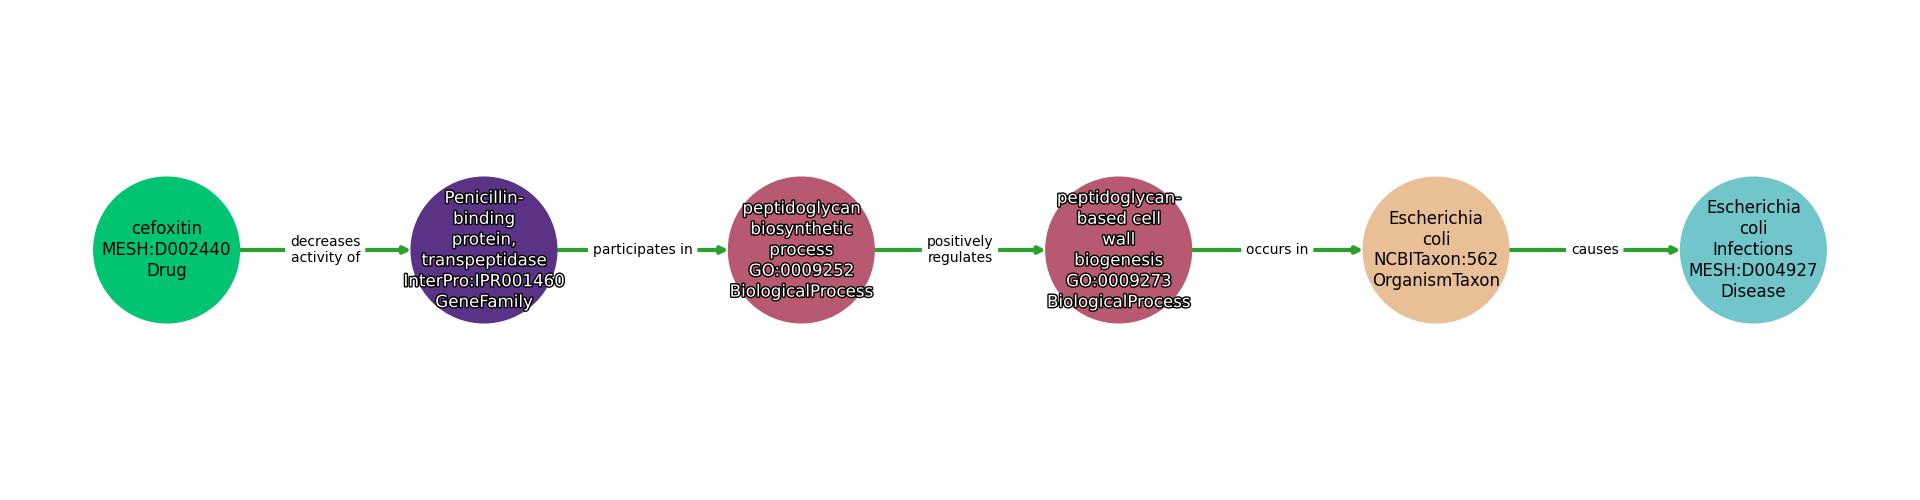 cefoxitin
MESH:D002440
Drug
decreases
activity of
Penicillin-
binding
protein,
transpeptidase
InterPro:IPR001460
GeneFamily
participates in
peptidoglycan
biosynthetic
process
GO:0009252
BiologicalProcess
positively
regulates
peptidoglycan-
based cell
wall
biogenesis
GO:0009273
BiologicalProcess
occurs in
Escherichia
coli
NCBITaxon:562
OrganismTaxon
causes
Escherichia
coli
Infections
MESH:D004927
Disease